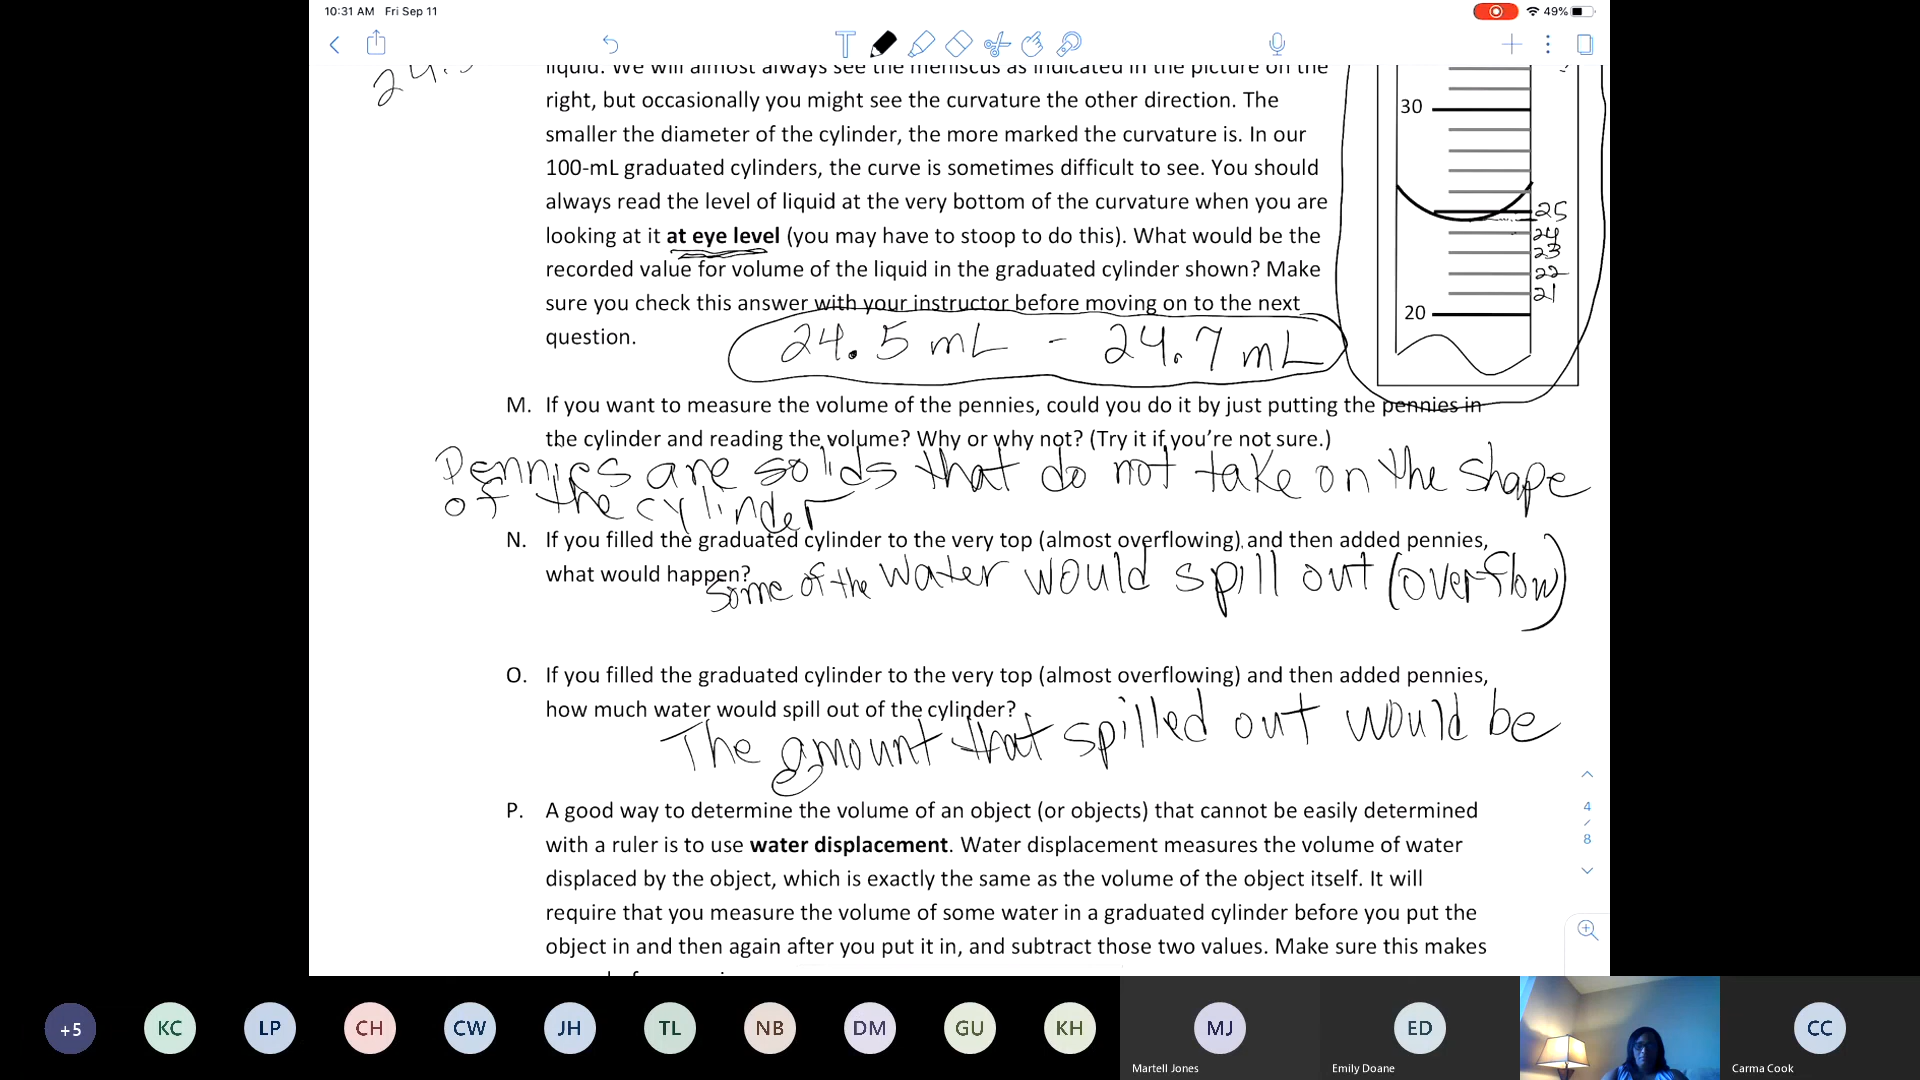 10:31 AM Fri Sep 11
49%
liquid. We will almost always see the meniscus as indicated in the picture on the
right, but occasionally you might see the curvature the other direction. The
smaller the diameter of the cylinder, the more marked the curvature is. In our
100-mL graduated cylinders, the curve is sometimes difficult to see. You should
always read the level of liquid at the very bottom of the curvature when you are
looking at it at eye level (you may have to stoop to do this). What would be the
recorded value for volume of the liquid in the graduated cylinder shown? Make
sure you check this answer with your instructor before moving on to the next
question.
24.5 mL - 24.7 mL
30
25
24
23
22
21
20
M. If you want to measure the volume of the pennies, could you do it by just putting the pennies in
the cylinder and reading the volume? Why or why not? (Try it if you're not sure.)
Pennies are solids that do not take on the shape
of the cylinder
N. If you filled the graduated cylinder to the very top (almost overflowing) and then added pennies,
what would happen?
Some of the water would spill out (overflow)
O. If you filled the graduated cylinder to the very top (almost overflowing) and then added pennies,
how much water would spill out of the cylinder?
The amount that spilled out would be
P. A good way to determine the volume of an object (or objects) that cannot be easily determined
with a ruler is to use water displacement. Water displacement measures the volume of water
displaced by the object, which is exactly the same as the volume of the object itself. It will
require that you measure the volume of some water in a graduated cylinder before you put the
object in and then again after you put it in, and subtract those two values. Make sure this makes
4
/
8
+5
KC
LP
CH
CW
JH
TL
NB
DM
GU
KH
MJ
Martell Jones
ED
Emily Doane
CC
Carma Cook